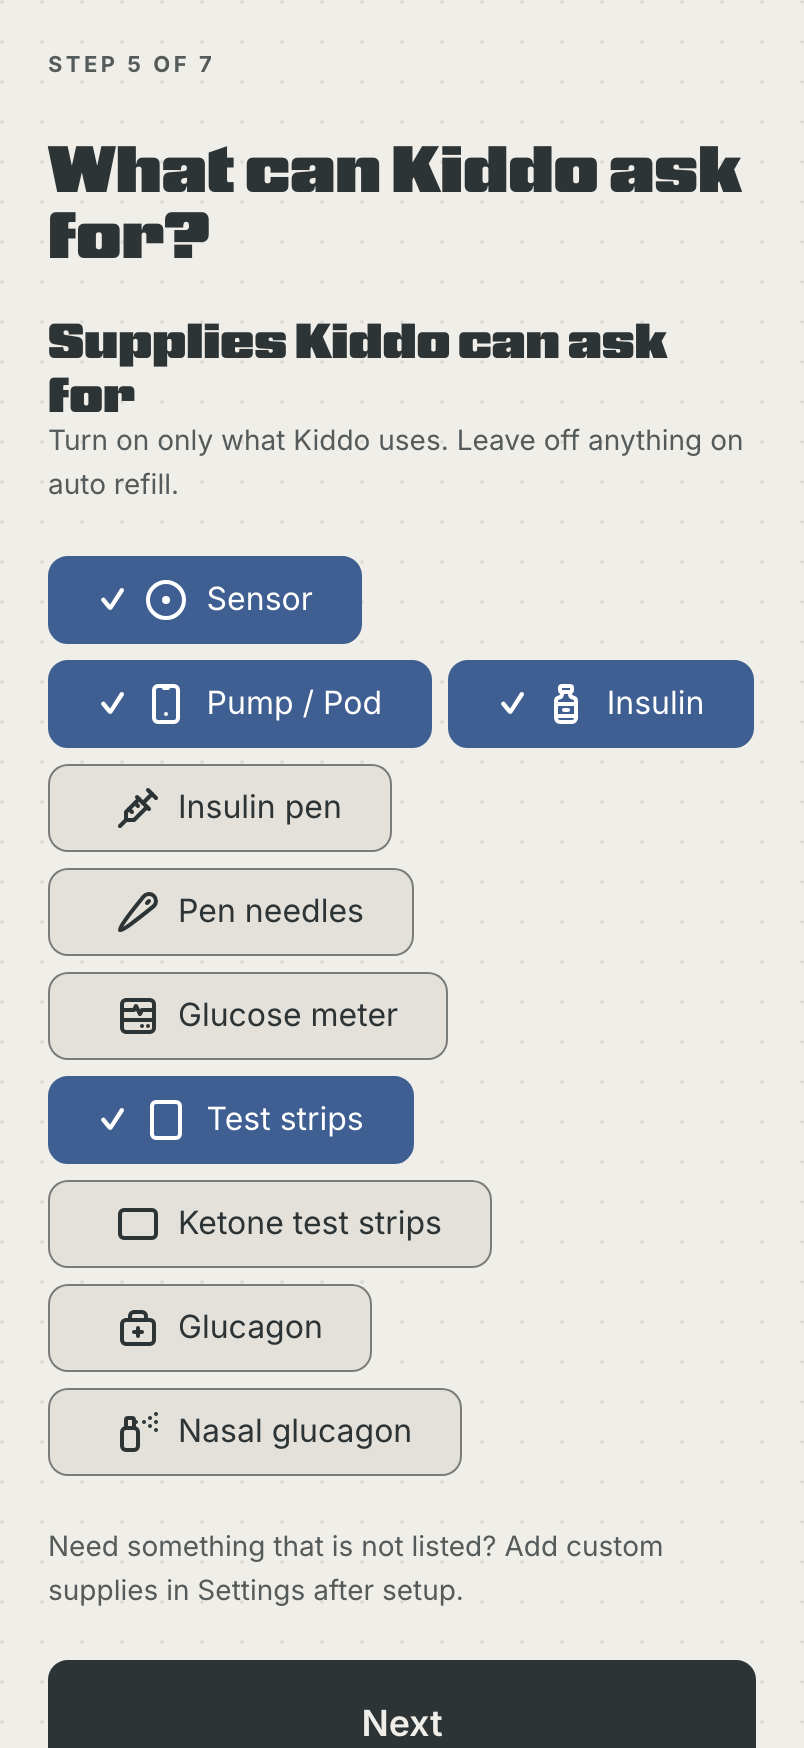 STEP 5 OF 7
What can Kiddo ask
for?
Supplies Kiddo can ask
for
Turn on only what Kiddo uses. Leave off anything on
auto refill.
Sensor
Pump / Pod
Insulin
Insulin pen
Pen needles
Glucose meter
Test strips
Ketone test strips
Glucagon
Nasal glucagon
Need something that is not listed? Add custom
supplies in Settings after setup.
Next